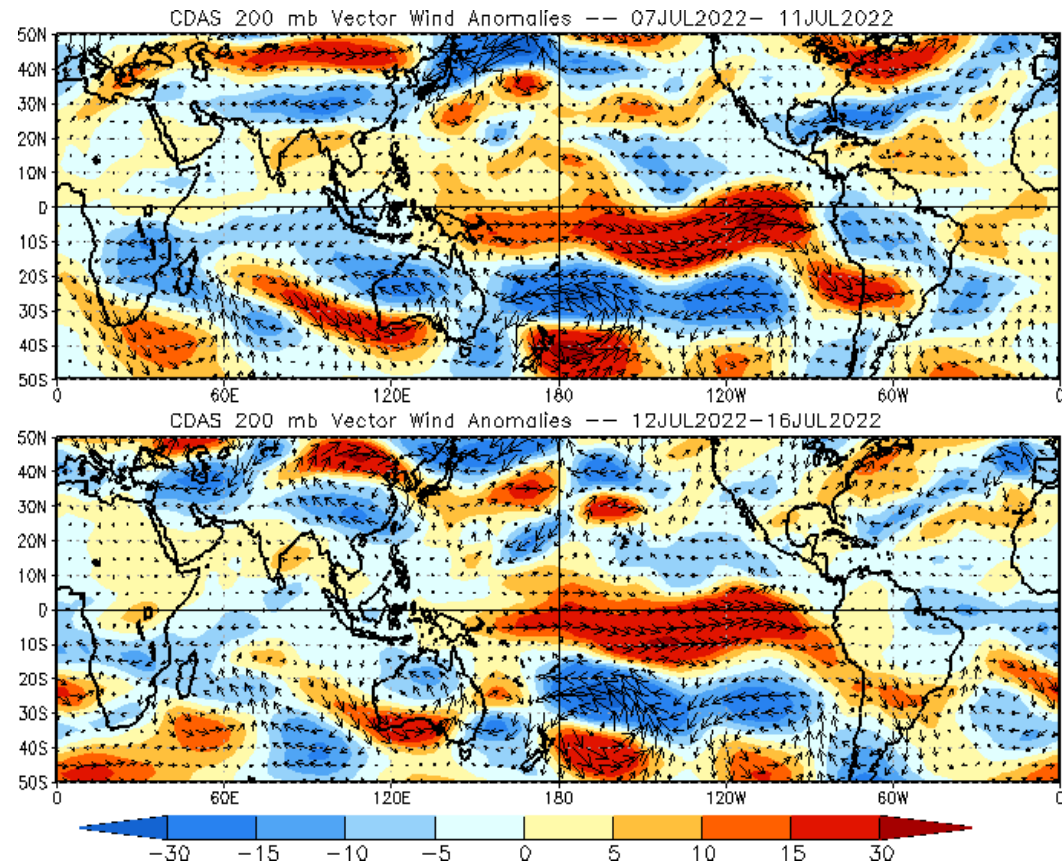 CDAS 200 mb Vector Wind Anomalies -- 07JUL2022- 11JUL2022
50N
40N
30N
20N
10N
0
10S
20S
30S
40S
50S
0 60E 120E 180 120W 60W 0
CDAS 200 mb Vector Wind Anomalies -- 12JUL2022-16JUL2022
50N
40N
30N
20N
10N
0
10S
20S
30S
40S
50S
0 60E 120E 180 120W 60W 0
-30 -15 -10 -5 0 5 10 15 30